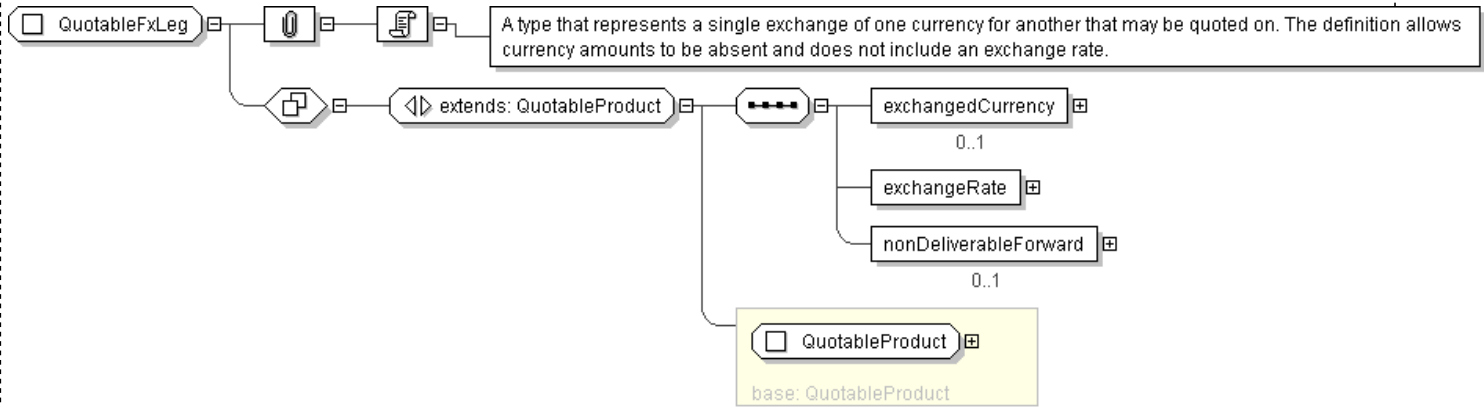 QuotableFxLeg
A type that represents a single exchange of one currency for another that may be quoted on. The definition allows
currency amounts to be absent and does not include an exchange rate.
extends: QuotableProduct
exchangedCurrency
0..1
exchangeRate
nonDeliverableForward
0..1
QuotableProduct
base: QuotableProduct